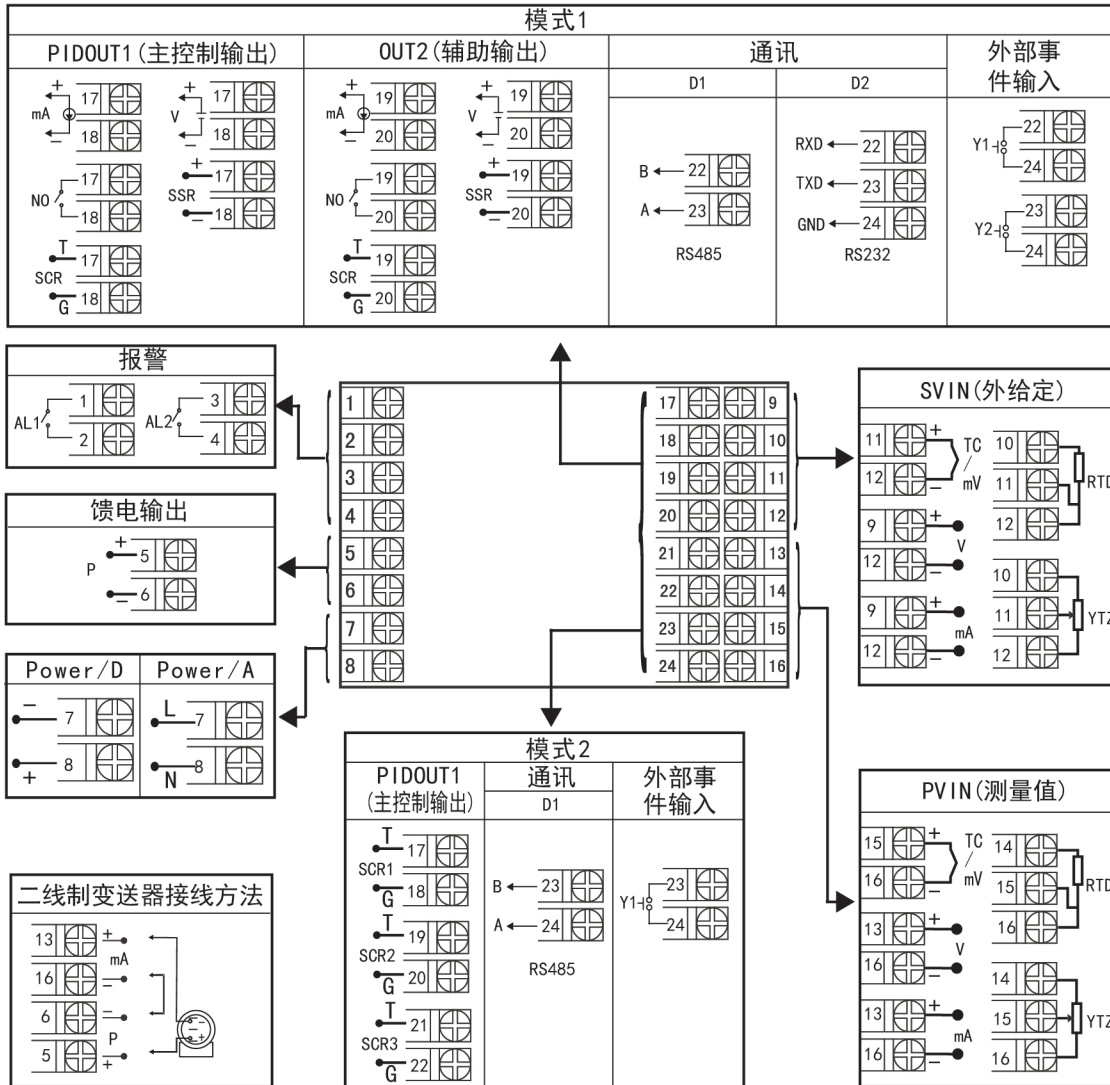 模式1
PIDOUT1(主控制输出)
OUT2(辅助输出)
通讯
外部事
件输入
D1
D2
+
mA
−
17
18
+
V
−
17
18
NO
17
18
+
SSR
−
17
18
T
SCR
G
17
18
+
mA
−
19
20
+
V
−
19
20
NO
19
20
+
SSR
−
19
20
T
SCR
G
19
20
B
22
A
23
RS485
RXD
22
TXD
23
GND
24
RS232
Y1
22
24
Y2
23
24
报警
AL1
1
2
AL2
3
4
馈电输出
P
+
5
−
6
Power/D
Power/A
−
7
+
8
L
7
N
8
二线制变送器接线方法
13
+
mA
16
−
6
−
P
5
+
−
−
+
1
2
3
4
5
6
7
8
17
9
18
10
19
11
20
12
21
13
22
14
23
15
24
16
模式2
PIDOUT1
(主控制输出)
通讯
D1
外部事
件输入
T
17
SCR1
G
18
T
19
SCR2
G
20
T
21
SCR3
G
22
B
23
A
24
RS485
Y1
23
24
SVIN(外给定)
11
+
TC
/
mV
12
−
10
11
12
RTD
9
+
V
12
−
10
11
12
YTZ
9
+
mA
12
−
PVIN(测量值)
15
+
TC
/
mV
16
−
14
15
16
RTD
13
+
V
16
−
14
15
16
YTZ
13
+
mA
16
−